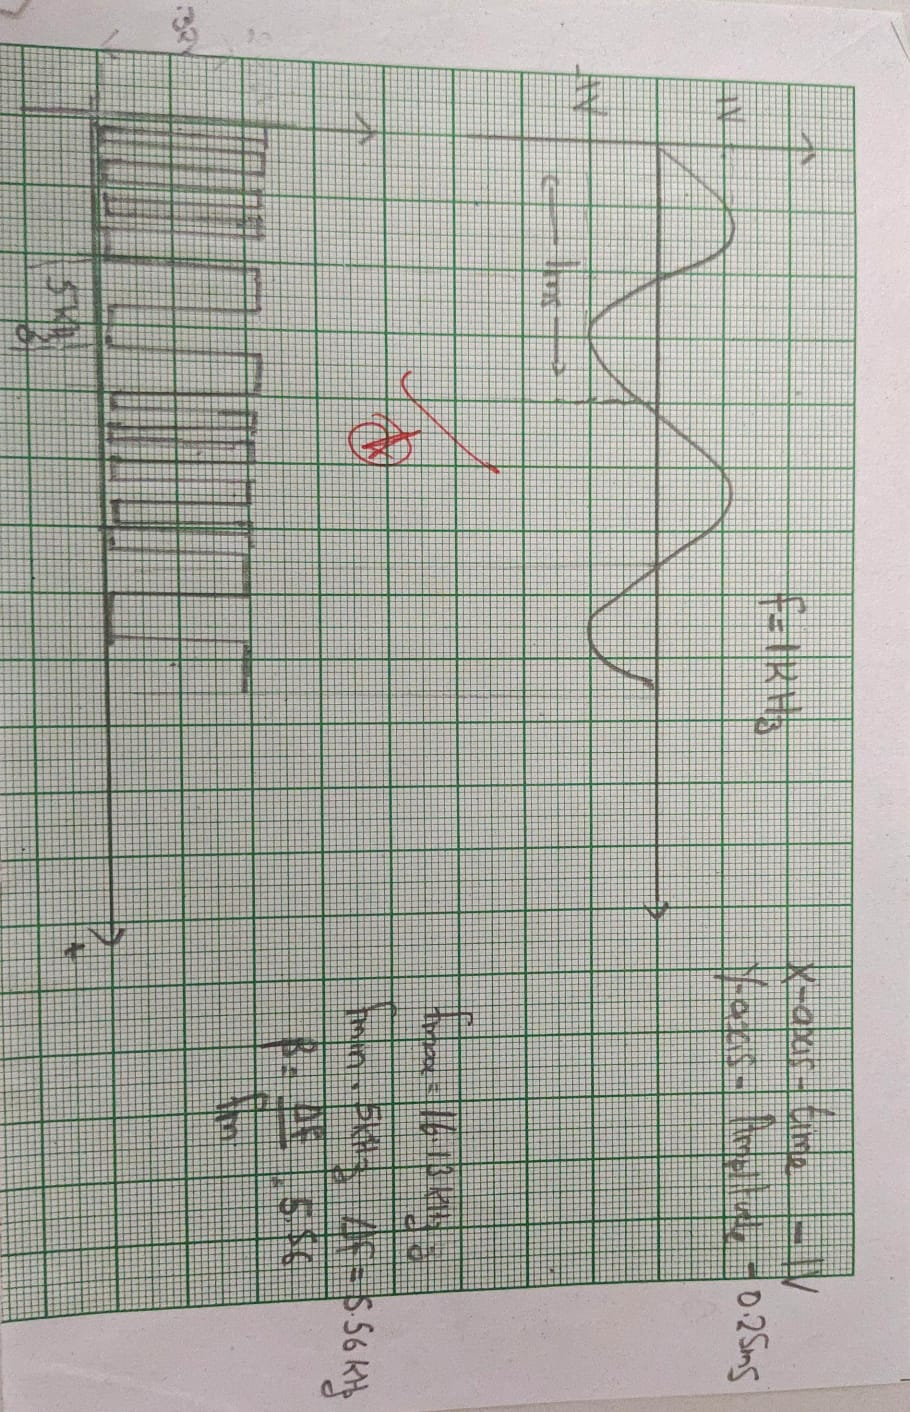 X-axis - time - 1V
Y-axis - Amplitude - 0.25ms
f = 1KHz
1V
-1V
1ms
fmax = 16.13 KHz
fmin = 5KHz Δf = 5.56 KHz
β = Δf / fm = 5.56
5KHz
t